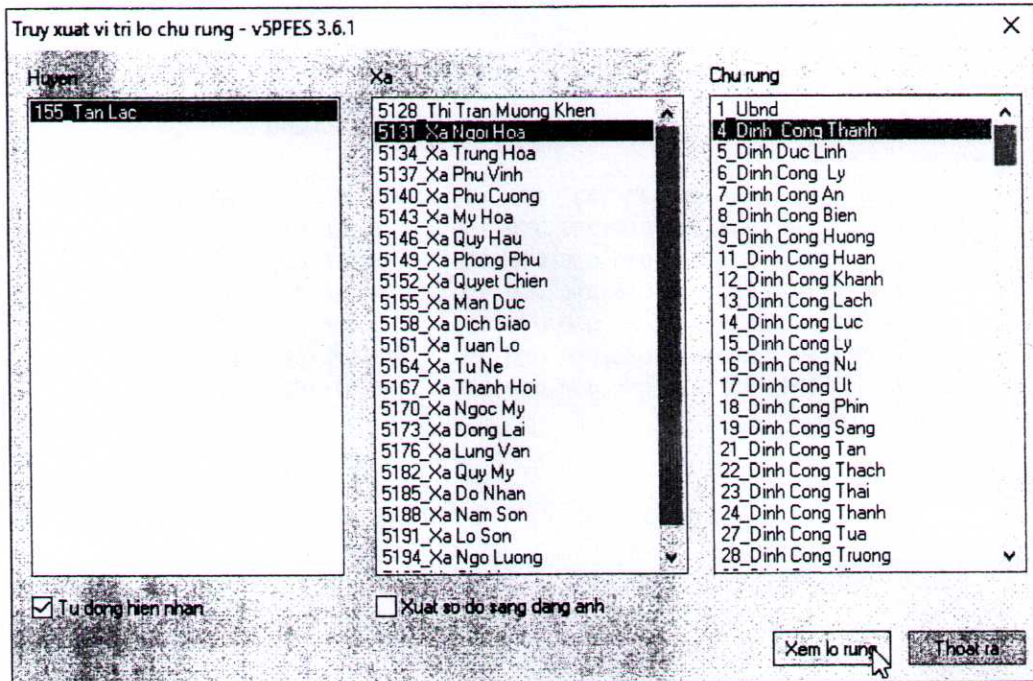 Truy xuat vi tri lo chu rung - v5PFES 3.6.1
Huyen
155_Tan Lac
Xa
5128_Thi Tran Muong Khen
5131_Xa Ngoi Hoa
5134_Xa Trung Hoa
5137_Xa Phu Vinh
5140_Xa Phu Cuong
5143_Xa My Hoa
5146_Xa Quy Hau
5149_Xa Phong Phu
5152_Xa Quyet Chien
5155_Xa Man Duc
5158_Xa Dich Giao
5161_Xa Tuan Lo
5164_Xa Tu Ne
5167_Xa Thanh Hoi
5170_Xa Ngoc My
5173_Xa Dong Lai
5176_Xa Lung Van
5182_Xa Quy My
5185_Xa Do Nhan
5188_Xa Nam Son
5191_Xa Lo Son
5194_Xa Ngo Luong
Chu rung
1_Ubnd
4_Dinh Cong Thanh
5_Dinh Duc Linh
6_Dinh Cong Ly
7_Dinh Cong An
8_Dinh Cong Bien
9_Dinh Cong Huong
11_Dinh Cong Huan
12_Dinh Cong Khanh
13_Dinh Cong Lach
14_Dinh Cong Luc
15_Dinh Cong Ly
16_Dinh Cong Nu
17_Dinh Cong Ut
18_Dinh Cong Phin
19_Dinh Cong Sang
21_Dinh Cong Tan
22_Dinh Cong Thach
23_Dinh Cong Thai
24_Dinh Cong Thanh
27_Dinh Cong Tua
28_Dinh Cong Truong
Tu dong hien nhan
Xuat so do sang dang anh
Xem lo rung
Thoat ra